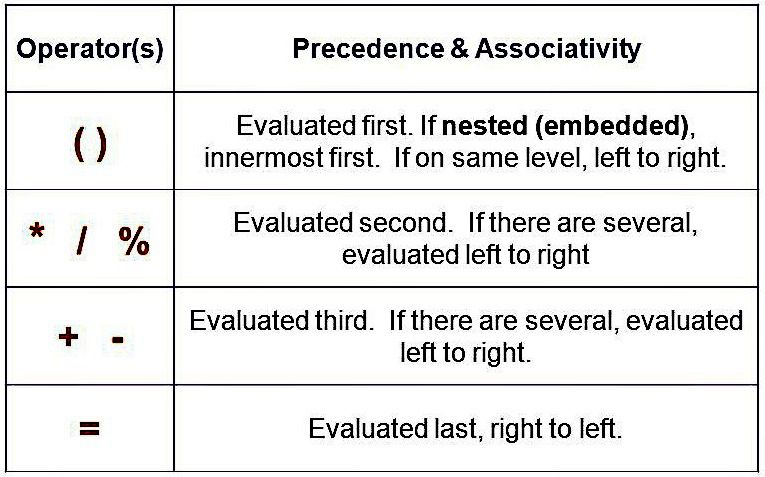 Operator(s) Precedence & Associativity
( ) Evaluated first. If nested (embedded),
innermost first. If on same level, left to right.
* / % Evaluated second. If there are several,
evaluated left to right
+ - Evaluated third. If there are several, evaluated
left to right.
= Evaluated last, right to left.